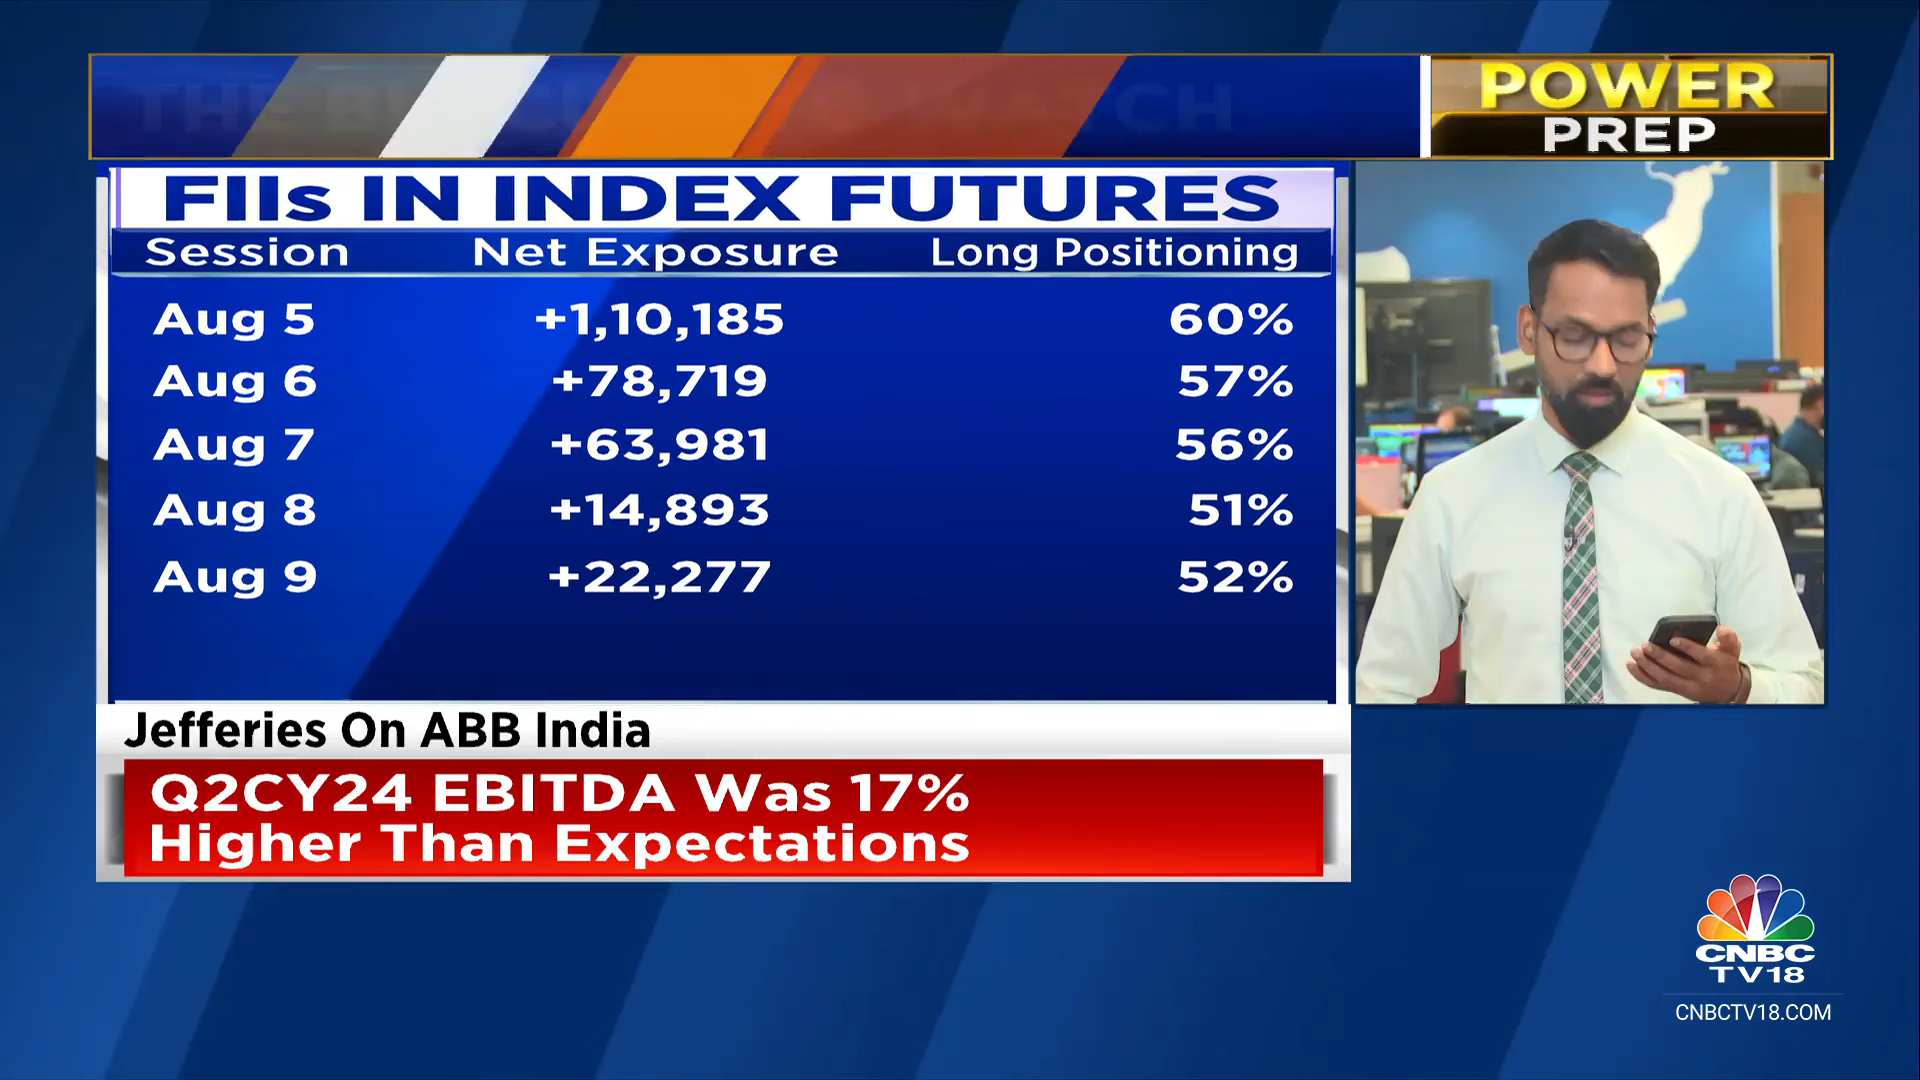 POWER
PREP
FIIs IN INDEX FUTURES
Session Net Exposure Long Positioning
Aug 5 +1,10,185 60%
Aug 6 +78,719 57%
Aug 7 +63,981 56%
Aug 8 +14,893 51%
Aug 9 +22,277 52%
Jefferies On ABB India
Q2CY24 EBITDA Was 17%
Higher Than Expectations
CNBC
TV18
CNBCTV18.COM